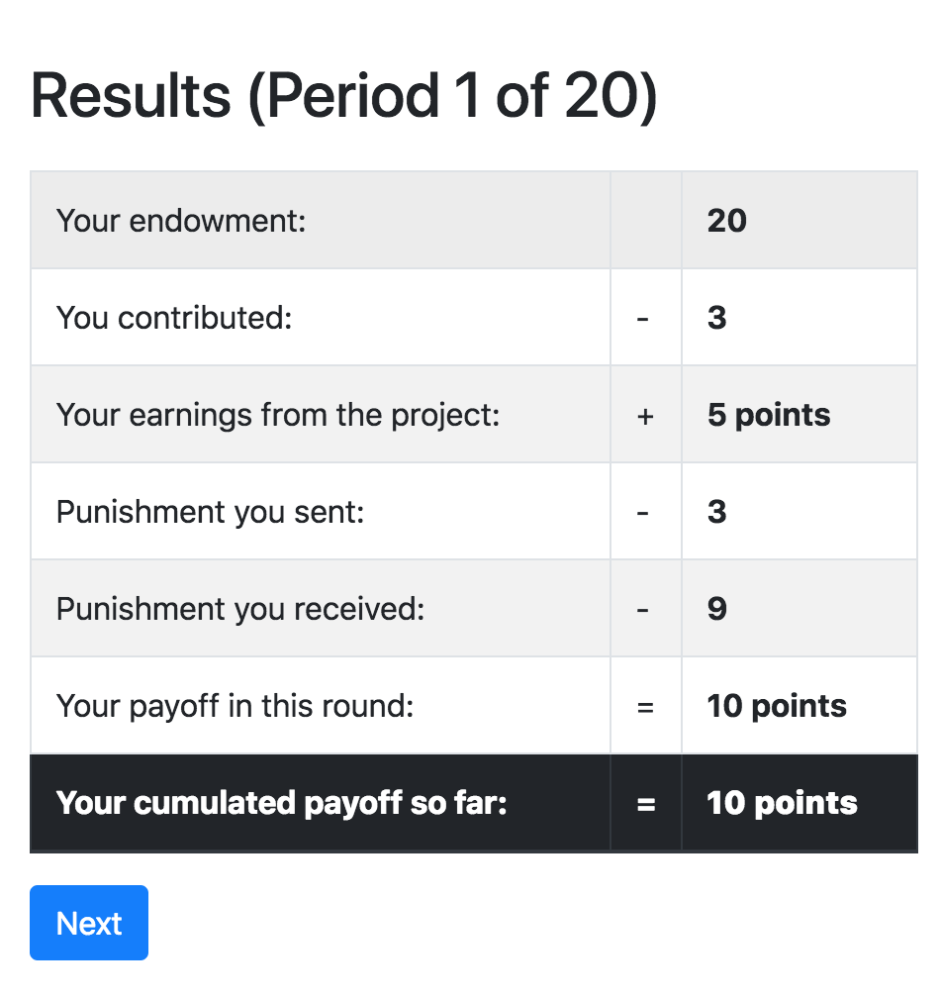 Results (Period 1 of 20)
Your endowment: 20
You contributed: - 3
Your earnings from the project: + 5 points
Punishment you sent: - 3
Punishment you received: - 9
Your payoff in this round: = 10 points
Your cumulated payoff so far: = 10 points
Next